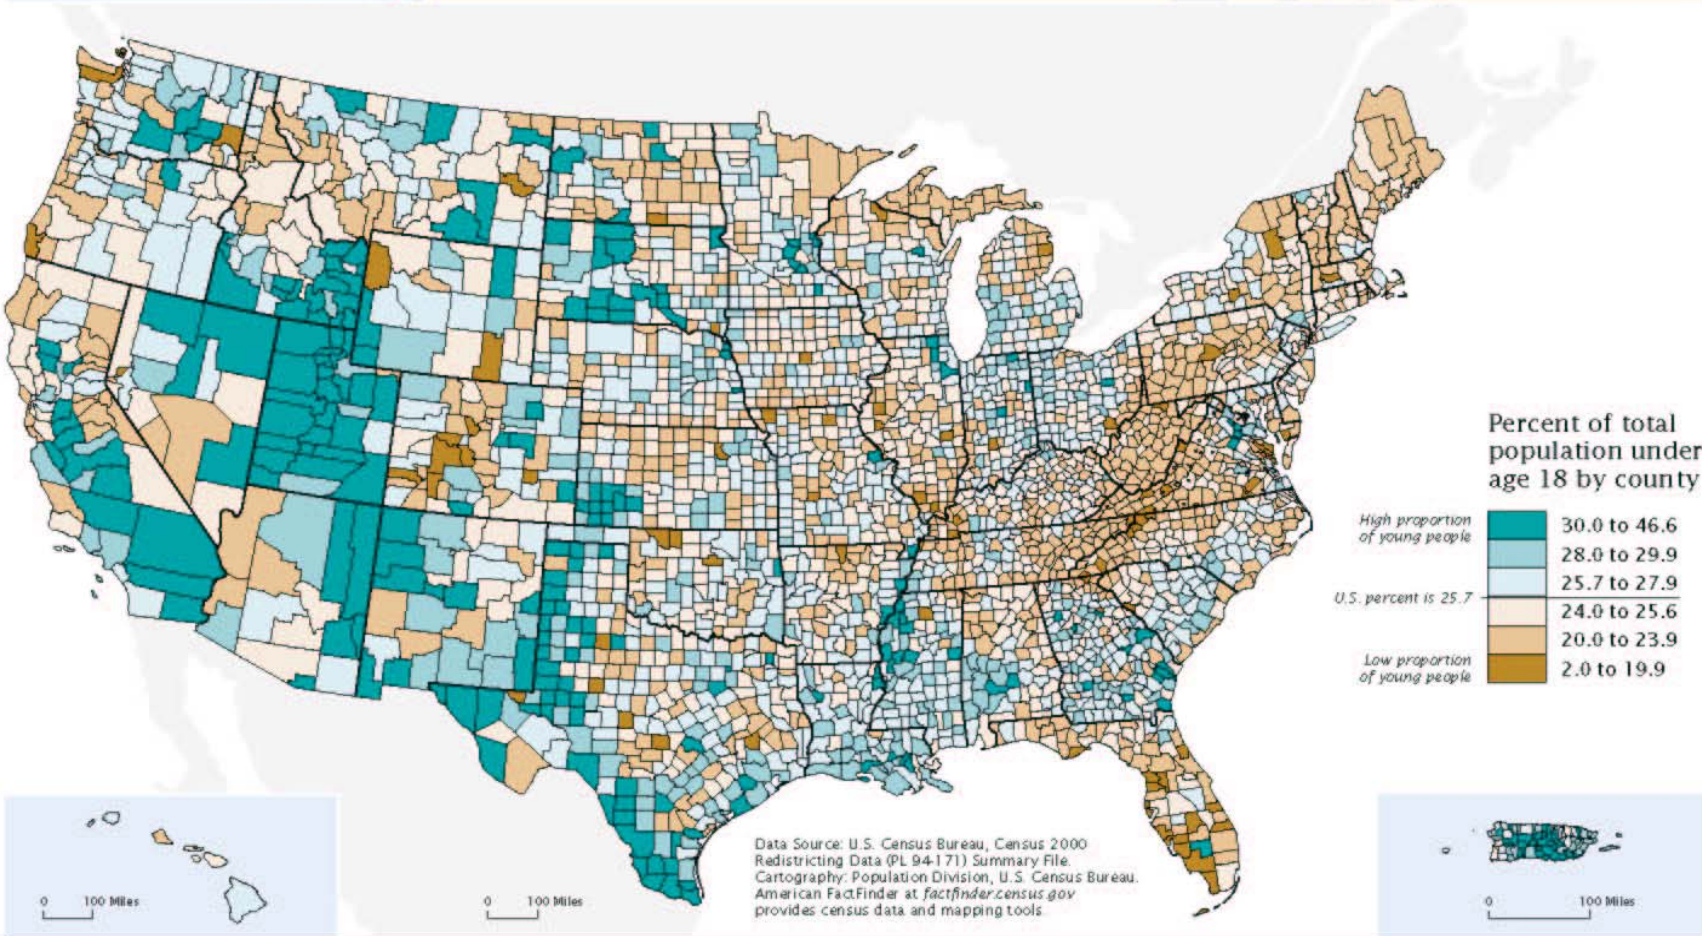 Percent of total
population under
age 18 by county
High proportion
of young people
U.S. percent is 25.7
Low proportion
of young people
30.0 to 46.6
28.0 to 29.9
25.7 to 27.9
24.0 to 25.6
20.0 to 23.9
2.0 to 19.9
Data Source: U.S. Census Bureau, Census 2000
Redistricting Data (PL 94-171) Summary File.
Cartography: Population Division, U.S. Census Bureau.
American FactFinder at factfinder.census.gov
provides census data and mapping tools.
0 100 Miles
0 100 Miles
0 100 Miles